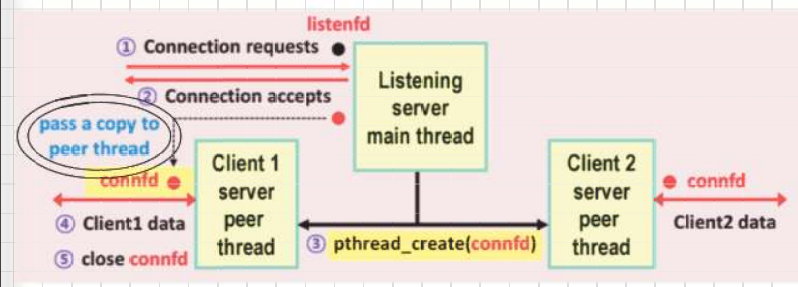 listenfd
① Connection requests
② Connection accepts
Listening
server
main thread
pass a copy to
peer thread
connfd
Client 1
server
peer
thread
④ Client1 data
⑤ close connfd
③ pthread_create(connfd)
Client 2
server
peer
thread
connfd
Client2 data